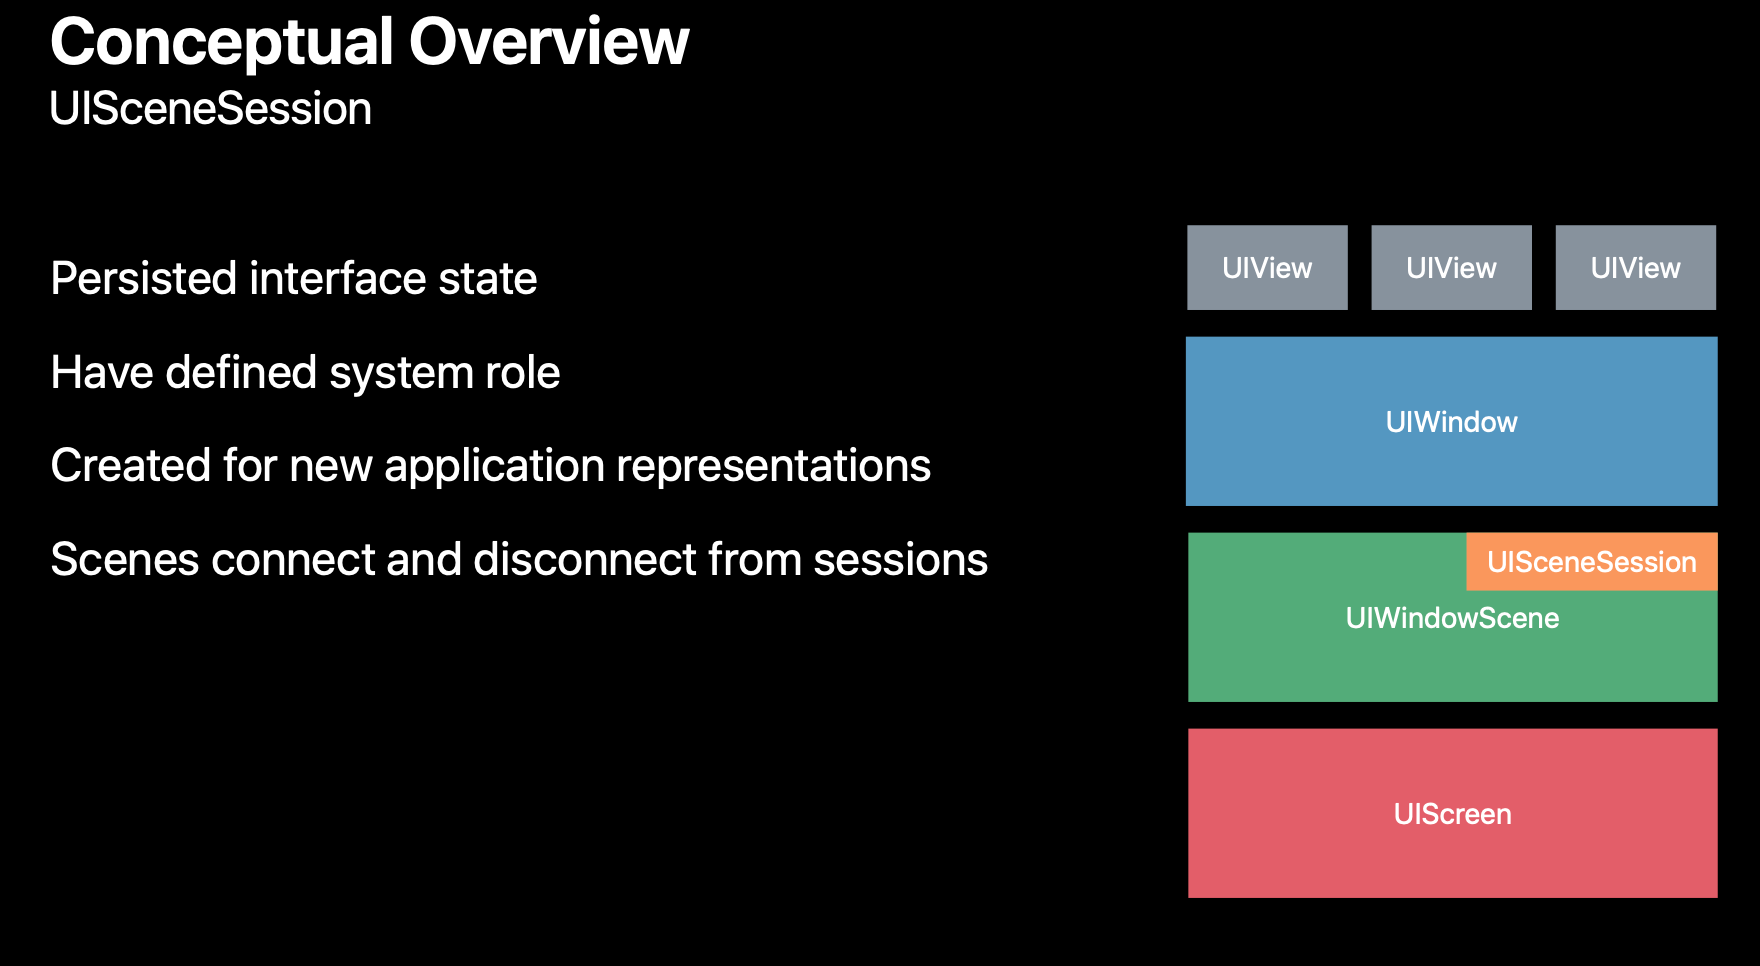 Conceptual Overview
UISceneSession
Persisted interface state
Have defined system role
Created for new application representations
Scenes connect and disconnect from sessions
UIView UIView UIView
UIWindow
UISceneSession
UIWindowScene
UIScreen